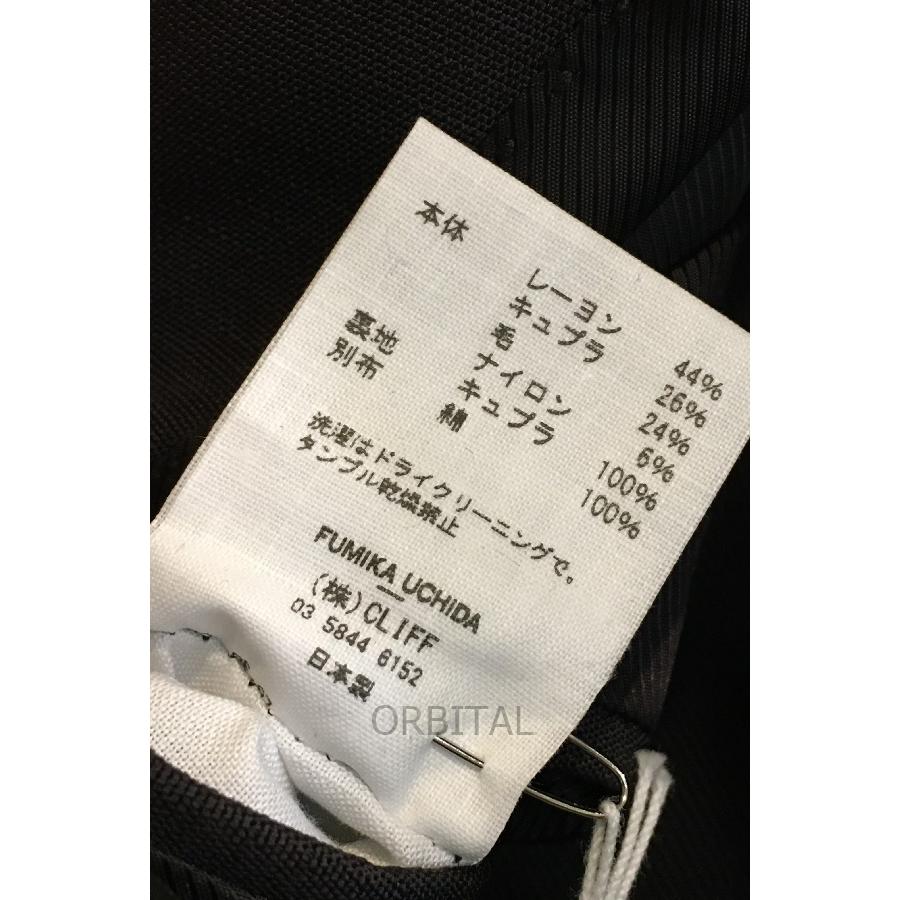 本体 レーヨン 44%
キュプラ 26%
毛 24%
ナイロン 6%
裏地 キュプラ 100%
別布 綿 100%
洗濯はドライクリーニングで。
タンブル乾燥禁止
FUMIKA_UCHIDA
(株)CLIFF
03 5844 6152
日本製
ORBITAL